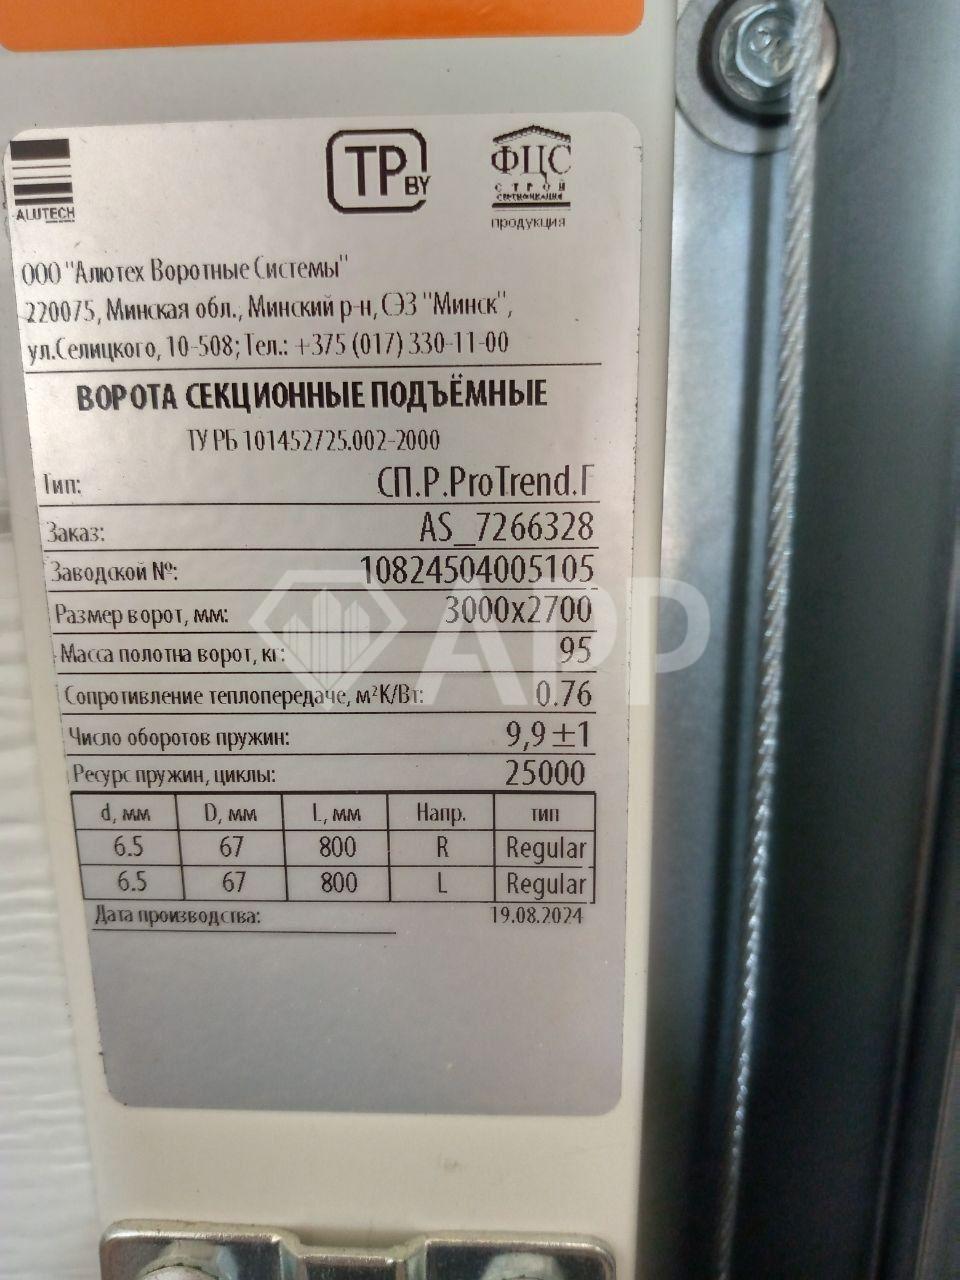 ALUTECH
ТР BY
ФЦС
СТРОЙ
СЕРТИФИКАЦИЯ
продукция
ООО "Алютех Воротные Системы"
220075, Минская обл., Минский р-н, СЭЗ "Минск",
ул.Селицкого, 10-508; Тел.: +375 (017) 330-11-00
ВОРОТА СЕКЦИОННЫЕ ПОДЪЁМНЫЕ
ТУ РБ 101452725.002-2000
Тип: СП.Р.ProTrend.Г
Заказ: AS_7266328
Заводской №: 10824504005105
Размер ворот, мм: 3000x2700
Масса полотна ворот, кг: 95
Сопротивление теплопередаче, м²К/Вт: 0.76
Число оборотов пружин: 9,9±1
Ресурс пружин, циклы: 25000
d, мм D, мм L, мм Напр. тип
6.5 67 800 R Regular
6.5 67 800 L Regular
Дата производства: 19.08.2024
APP